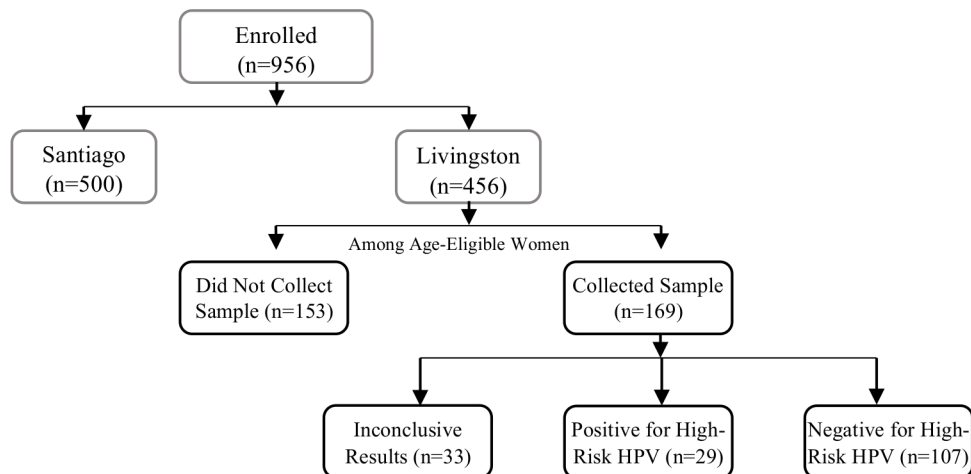 Enrolled
(n=956)
Santiago
(n=500)
Livingston
(n=456)
Among Age-Eligible Women
Did Not Collect
Sample (n=153)
Collected Sample
(n=169)
Inconclusive
Results (n=33)
Positive for High-
Risk HPV (n=29)
Negative for High-
Risk HPV (n=107)